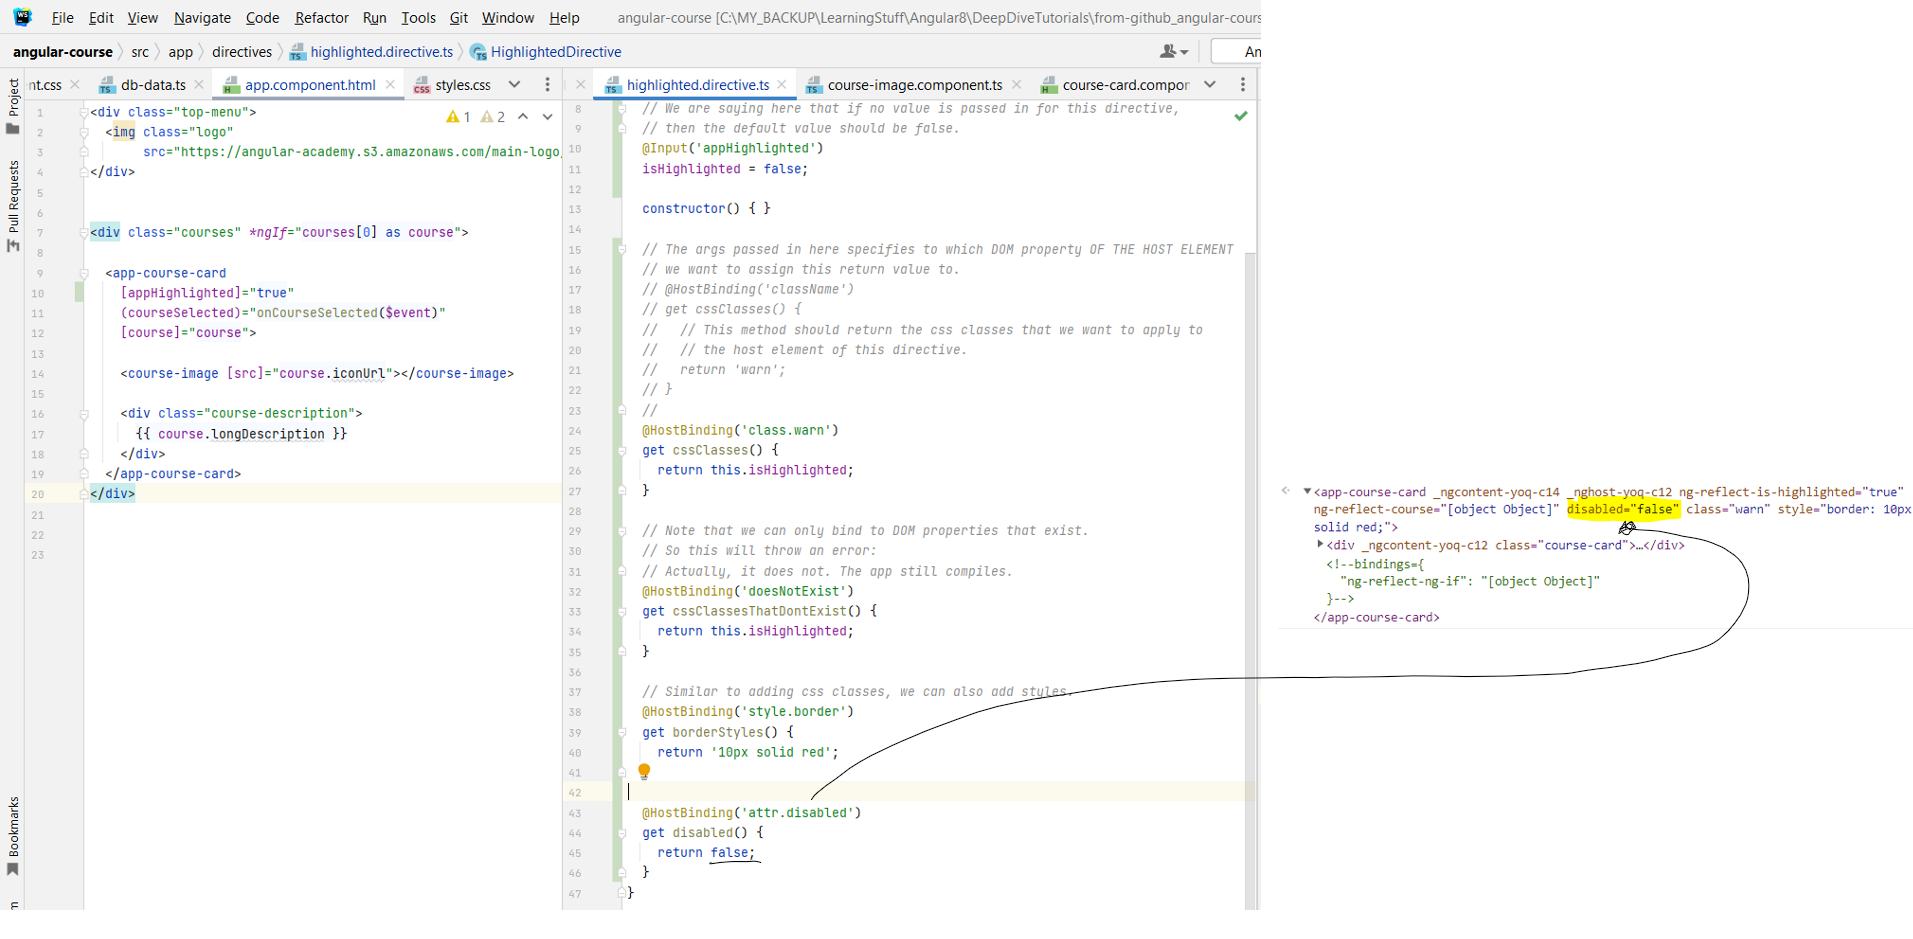 WS File Edit View Navigate Code Refactor Run Tools Git Window Help angular-course [C:\MY_BACKUP\LearningStuff\Angular8\DeepDiveTutorials\from-github_angular-cours
angular-course src app directives highlighted.directive.ts HighlightedDirective An
nt.css db-data.ts app.component.html styles.css highlighted.directive.ts course-image.component.ts course-card.compor
Project
Pull Requests
Bookmarks
1 <div class="top-menu">
2 <img class="logo"
3 src="https://angular-academy.s3.amazonaws.com/main-logo
4 </div>
5
6
7 <div class="courses" *ngIf="courses[0] as course">
8
9 <app-course-card
10 [appHighlighted]="true"
11 (courseSelected)="onCourseSelected($event)"
12 [course]="course">
13
14 <course-image [src]="course.iconUrl"></course-image>
15
16 <div class="course-description">
17 {{ course.longDescription }}
18 </div>
19 </app-course-card>
20 </div>
21
22
23
1 2
8 // We are saying here that if no value is passed in for this directive,
9 // then the default value should be false.
10 @Input('appHighlighted')
11 isHighlighted = false;
12
13 constructor() { }
14
15 // The args passed in here specifies to which DOM property OF THE HOST ELEMENT
16 // we want to assign this return value to.
17 // @HostBinding('className')
18 // get cssClasses() {
19 // // This method should return the css classes that we want to apply to
20 // // the host element of this directive.
21 // return 'warn';
22 // }
23 //
24 @HostBinding('class.warn')
25 get cssClasses() {
26 return this.isHighlighted;
27 }
28
29 // Note that we can only bind to DOM properties that exist.
30 // So this will throw an error:
31 // Actually, it does not. The app still compiles.
32 @HostBinding('doesNotExist')
33 get cssClassesThatDontExist() {
34 return this.isHighlighted;
35 }
36
37 // Similar to adding css classes, we can also add styles.
38 @HostBinding('style.border')
39 get borderStyles() {
40 return '10px solid red';
41
42
43 @HostBinding('attr.disabled')
44 get disabled() {
45 return false;
46 }
47 }
<app-course-card _ngcontent-yoq-c14 _nghost-yoq-c12 ng-reflect-is-highlighted="true"
ng-reflect-course="[object Object]" disabled="false" class="warn" style="border: 10px
solid red;">
<div _ngcontent-yoq-c12 class="course-card">…</div>
<!--bindings={
"ng-reflect-ng-if": "[object Object]"
}-->
</app-course-card>